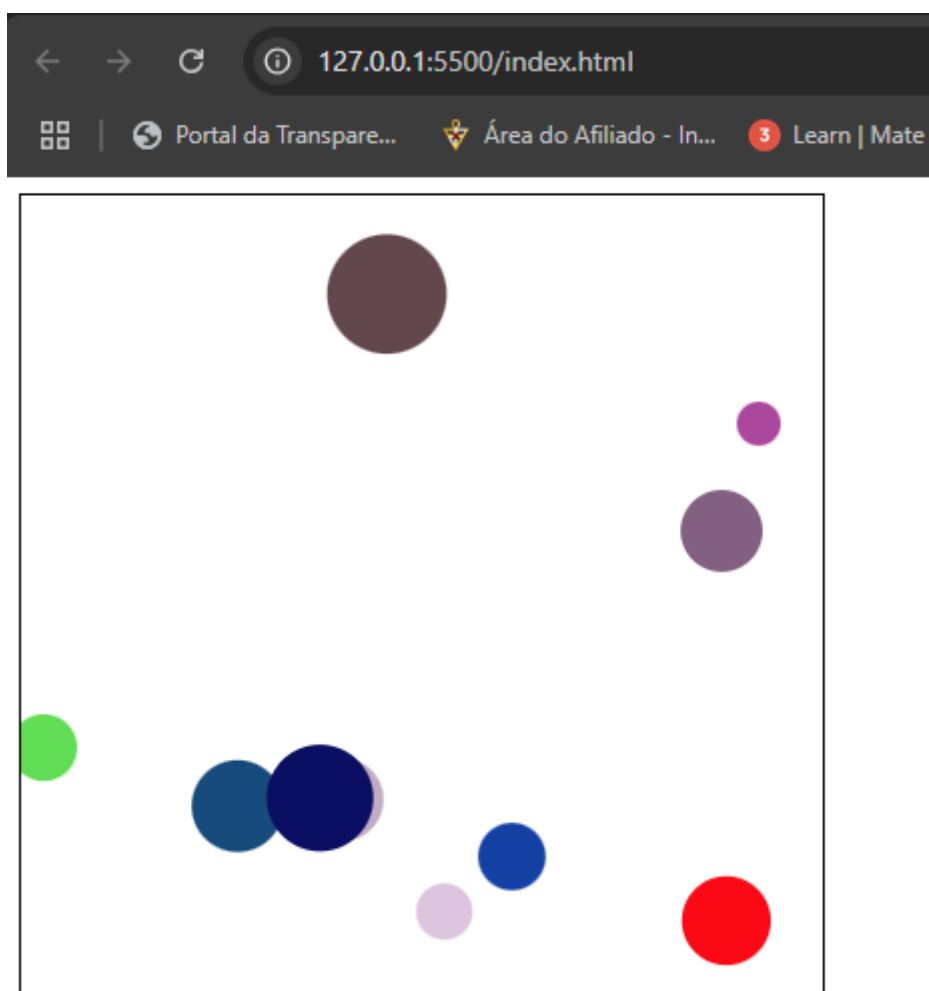 127.0.0.1:5500/index.html
Portal da Transpare... Área do Afiliado - In... 3 Learn | Mate